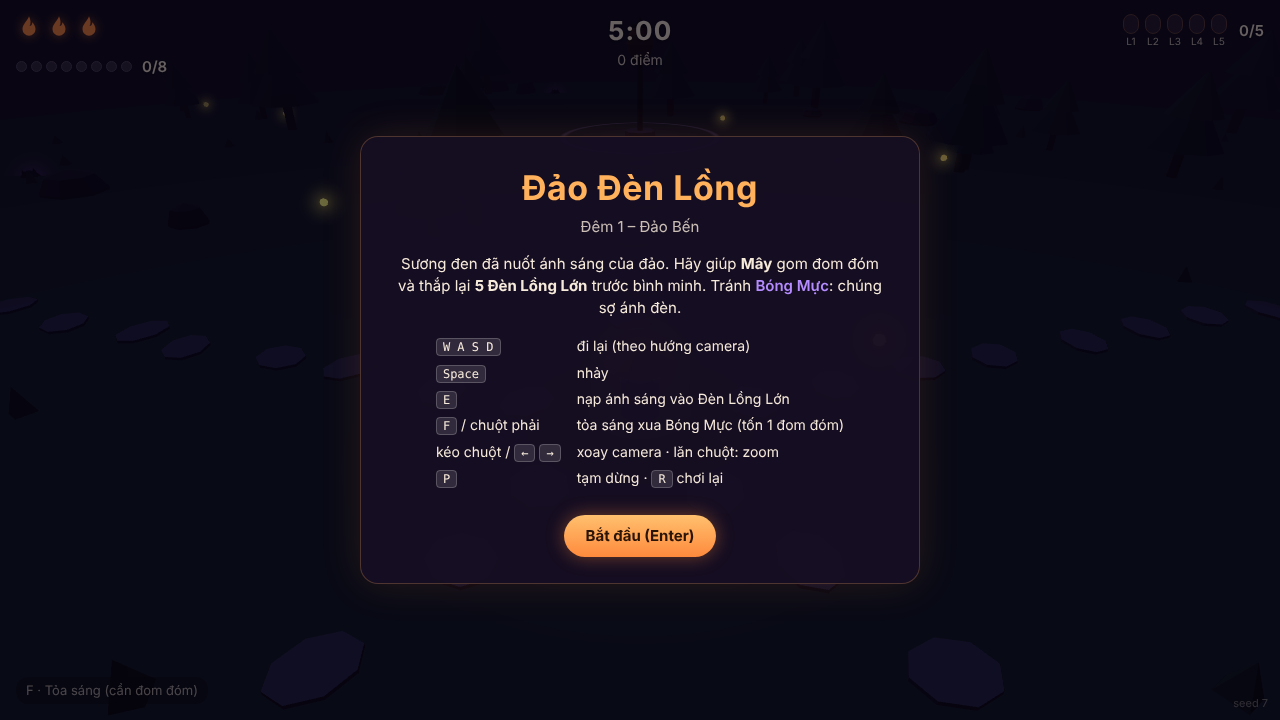 5:00
0 điểm
0/8
L1 L2 L3 L4 L5 0/5
Đảo Đèn Lồng
Đêm 1 – Đảo Bến
Sương đen đã nuốt ánh sáng của đảo. Hãy giúp Mây gom đom đóm
và thắp lại 5 Đèn Lồng Lớn trước bình minh. Tránh Bóng Mực: chúng
sợ ánh đèn.
W A S D đi lại (theo hướng camera)
Space nhảy
E nạp ánh sáng vào Đèn Lồng Lớn
F / chuột phải tỏa sáng xua Bóng Mực (tốn 1 đom đóm)
kéo chuột / ← → xoay camera · lăn chuột: zoom
P tạm dừng · R chơi lại
Bắt đầu (Enter)
F · Tỏa sáng (cần đom đóm)
seed 7